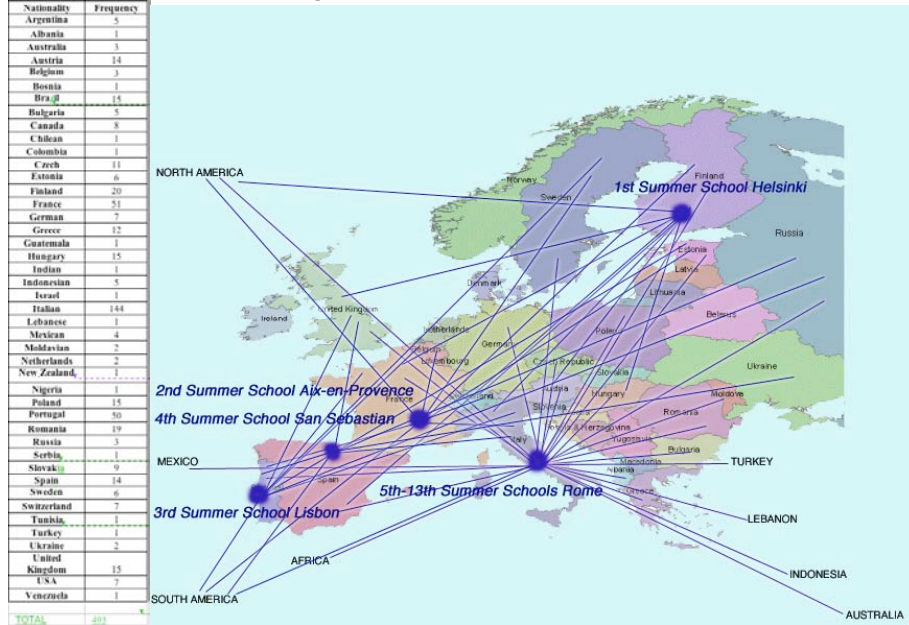 Nationality Frequency
Argentina 5
Albania 1
Australia 3
Austria 14
Belgium 3
Bosnia 1
Brazil 15
Bulgaria 5
Canada 8
Chilean 1
Colombia 1
Czech 11
Estonia 6
Finland 20
France 51
German 7
Greece 12
Guatemala 1
Hungary 15
Indian 1
Indonesian 5
Israel 1
Italian 144
Lebanese 1
Mexican 4
Moldavian 2
Netherlands 2
New Zealand 1
Nigeria 1
Poland 15
Portugal 50
Romania 19
Russia 3
Serbia 1
Slovak 9
Spain 14
Sweden 6
Switzerland 7
Tunisia 1
Turkey 1
Ukraine 2
United
Kingdom 15
USA 7
Venezuela 1
TOTAL 493
NORTH AMERICA
Norway
Sweden
Finland
1st Summer School Helsinki
Russia
Estonia
Latvia
Lithuania
Denmark
United Kingdom
Ireland
Belarus
Netherlands
German
Poland
Belgium
Luxembourg
Czech Republic
Ukraine
Slovakia
2nd Summer School Aix-en-Provence
France
Austria
Hungary
Moldova
Slovenia
Romania
4th Summer School San Sebastian
& Herzegovina
Italy
Yugoslavia
Bulgaria
MEXICO
Macedonia
TURKEY
Spain
5th-13th Summer Schools Rome
3rd Summer School Lisbon
LEBANON
AFRICA
INDONESIA
SOUTH AMERICA
AUSTRALIA